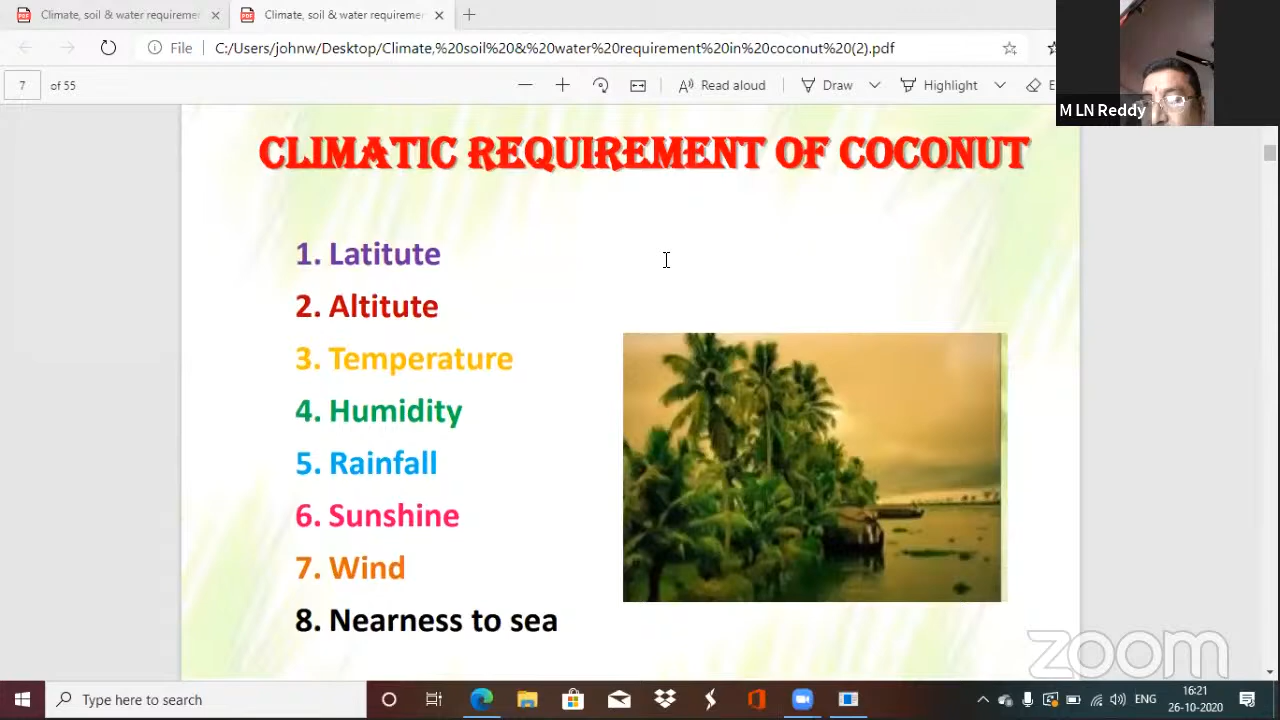 Climate, soil & water requiremen
Climate, soil & water requiremen
File
C:/Users/johnw/Desktop/Climate,%20soil%20&%20water%20requirement%20in%20coconut%20(2).pdf
7 of 55
Read aloud
Draw
Highlight
E
M LN Reddy
CLIMATIC REQUIREMENT OF COCONUT
1. Latitute
2. Altitute
3. Temperature
4. Humidity
5. Rainfall
6. Sunshine
7. Wind
8. Nearness to sea
zoom
Type here to search
ENG
16:21
26-10-2020